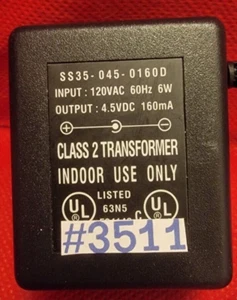 SS35-045-0160D
INPUT : 120VAC 60Hz 6W
OUTPUT : 4.5VDC 160mA
CLASS 2 TRANSFORMER
INDOOR USE ONLY
LISTED
63N5
UL UL
C
#3511